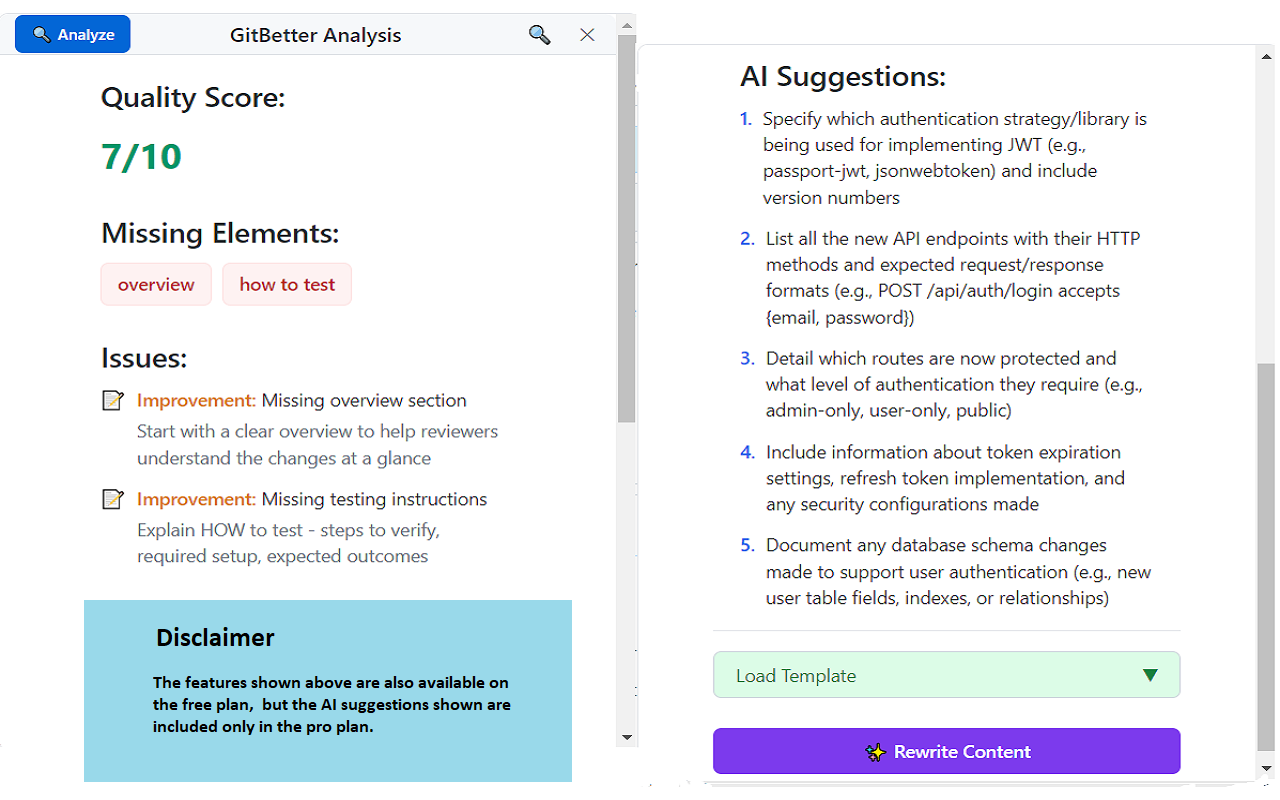 Analyze
GitBetter Analysis
Quality Score:
7/10
Missing Elements:
overview
how to test
Issues:
Improvement: Missing overview section
Start with a clear overview to help reviewers
understand the changes at a glance
Improvement: Missing testing instructions
Explain HOW to test - steps to verify,
required setup, expected outcomes
Disclaimer
The features shown above are also available on
the free plan, but the AI suggestions shown are
included only in the pro plan.
AI Suggestions:
1. Specify which authentication strategy/library is
being used for implementing JWT (e.g.,
passport-jwt, jsonwebtoken) and include
version numbers
2. List all the new API endpoints with their HTTP
methods and expected request/response
formats (e.g., POST /api/auth/login accepts
{email, password})
3. Detail which routes are now protected and
what level of authentication they require (e.g.,
admin-only, user-only, public)
4. Include information about token expiration
settings, refresh token implementation, and
any security configurations made
5. Document any database schema changes
made to support user authentication (e.g., new
user table fields, indexes, or relationships)
Load Template
Rewrite Content